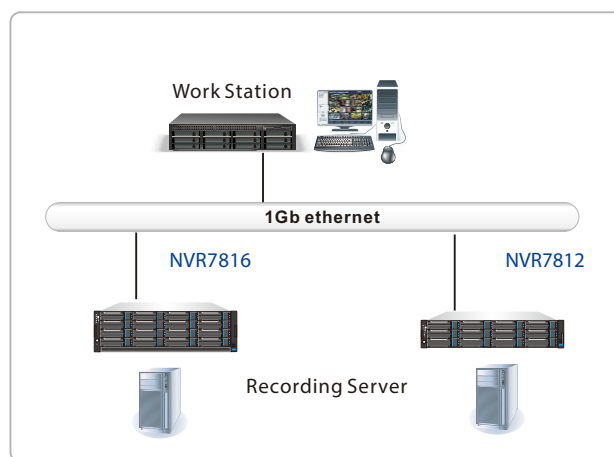 Work Station
1Gb ethernet
NVR7816
NVR7812
Recording Server